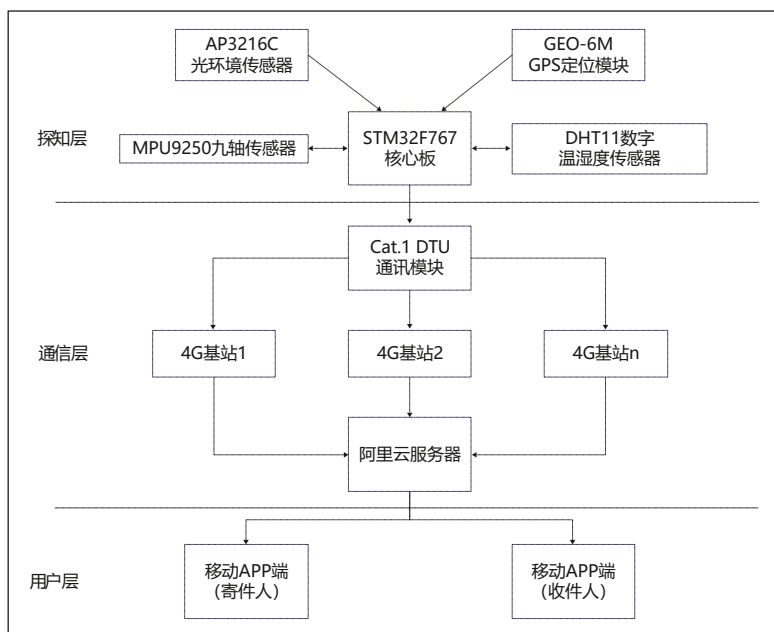 AP3216C
光环境传感器
GEO-6M
GPS定位模块
探知层
MPU9250九轴传感器
STM32F767
核心板
DHT11数字
温湿度传感器
Cat.1 DTU
通讯模块
通信层
4G基站1
4G基站2
4G基站n
阿里云服务器
用户层
移动APP端
（寄件人）
移动APP端
（收件人）